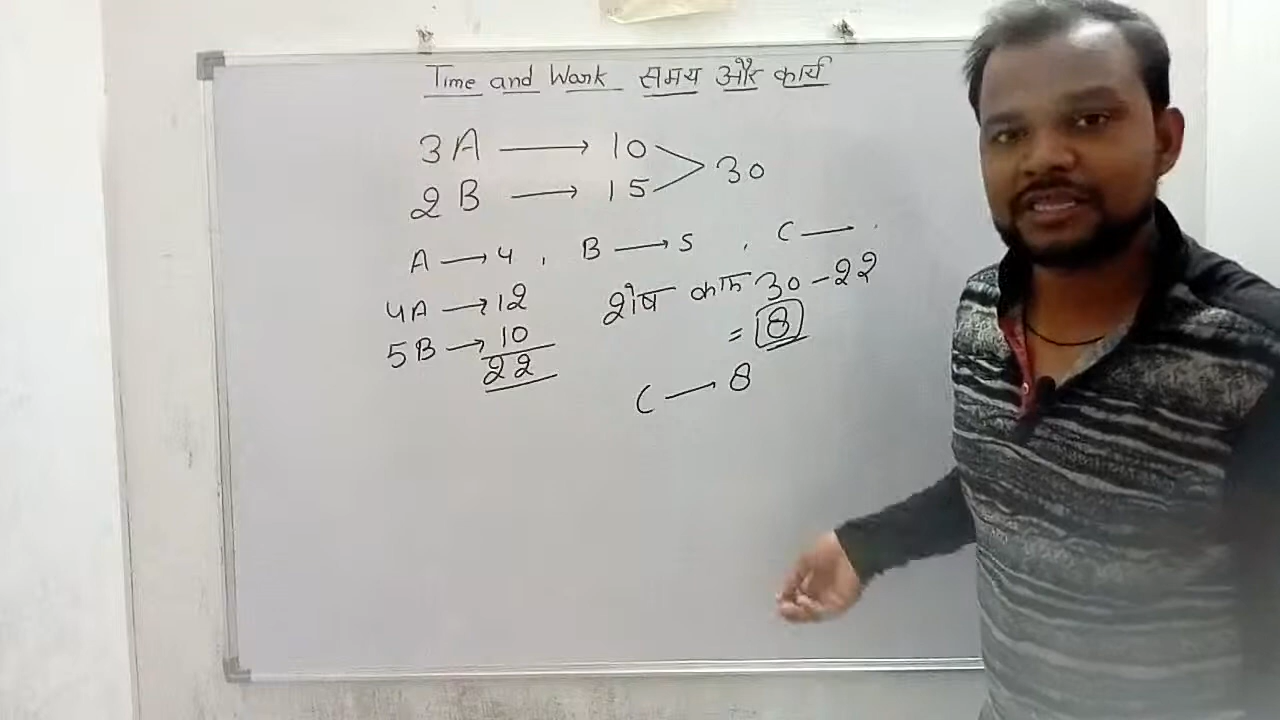 Time and Wark समय और कार्य
3A → 10
2B → 15 > 30
A → 4 , B → 5 , C → .
4A → 12
5B → 10
22
शेष काम 30 - 22
= 8
C → 8